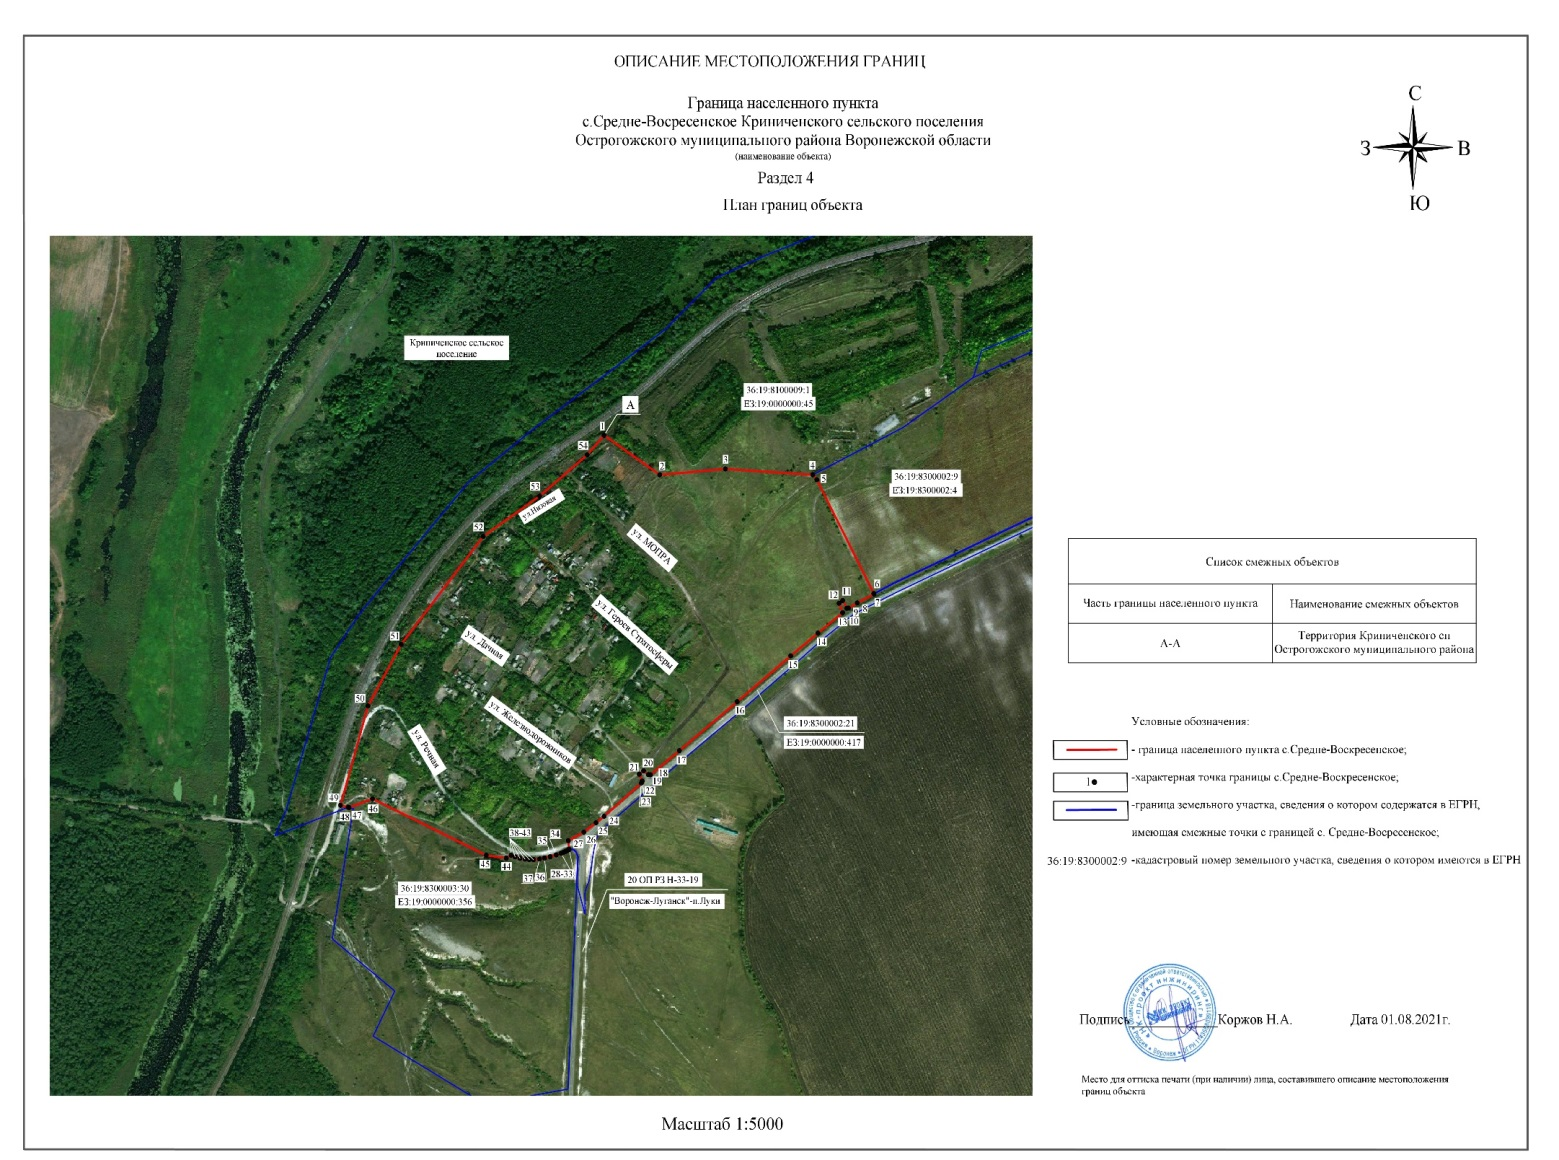 ОПИСАНИЕ МЕСТОПОЛОЖЕНИЯ ГРАНИЦ
Граница населенного пункта
с.Средне-Восресенское Криниченского сельского поселения
Острогожского муниципального района Воронежской области
(наименование объекта)
Раздел 4
План границ объекта
С
З
В
Ю
Криниченское сельское
поселение
36:19:8100009:1
ЕЗ:19:0000000:45
А
1
54
2
3
4
5
36:19:8300002:9
ЕЗ:19:8300002:4
53
ул.Низовая
52
ул. МОПРА
6
7
11
12
8
9
10
13
14
ул. Героев Стратосферы
51
ул. Дачная
15
50
16
ул. Железнодорожников
36:19:8300002:21
ЕЗ:19:0000000:417
ул. Речная
17
21
20
18
19
22
23
49
48
47
46
24
25
38-43
34
35
26
27
45
44
37
36
28-33
36:19:8300003:30
ЕЗ:19:0000000:356
20 ОП РЗ Н-33-19
"Воронеж-Луганск"-п.Луки
Список смежных объектов
Часть границы населенного пункта
Наименование смежных объектов
А-А
Территория Криниченского сп
Острогожского муниципального района
Условные обозначения:
- граница населенного пункта с.Средне-Воскресенское;
1
-характерная точка границы с.Средне-Воскресенское;
-граница земельного участка, сведения о котором содержатся в ЕГРН,
имеющая смежные точки с границей с. Средне-Восресенское;
36:19:8300002:9 -кадастровый номер земельного участка, сведения о котором имеются в ЕГРН
Подпись Коржов Н.А. Дата 01.08.2021г.
Место для оттиска печати (при наличии) лица, составившего описание местоположения
границ объекта
Масштаб 1:5000